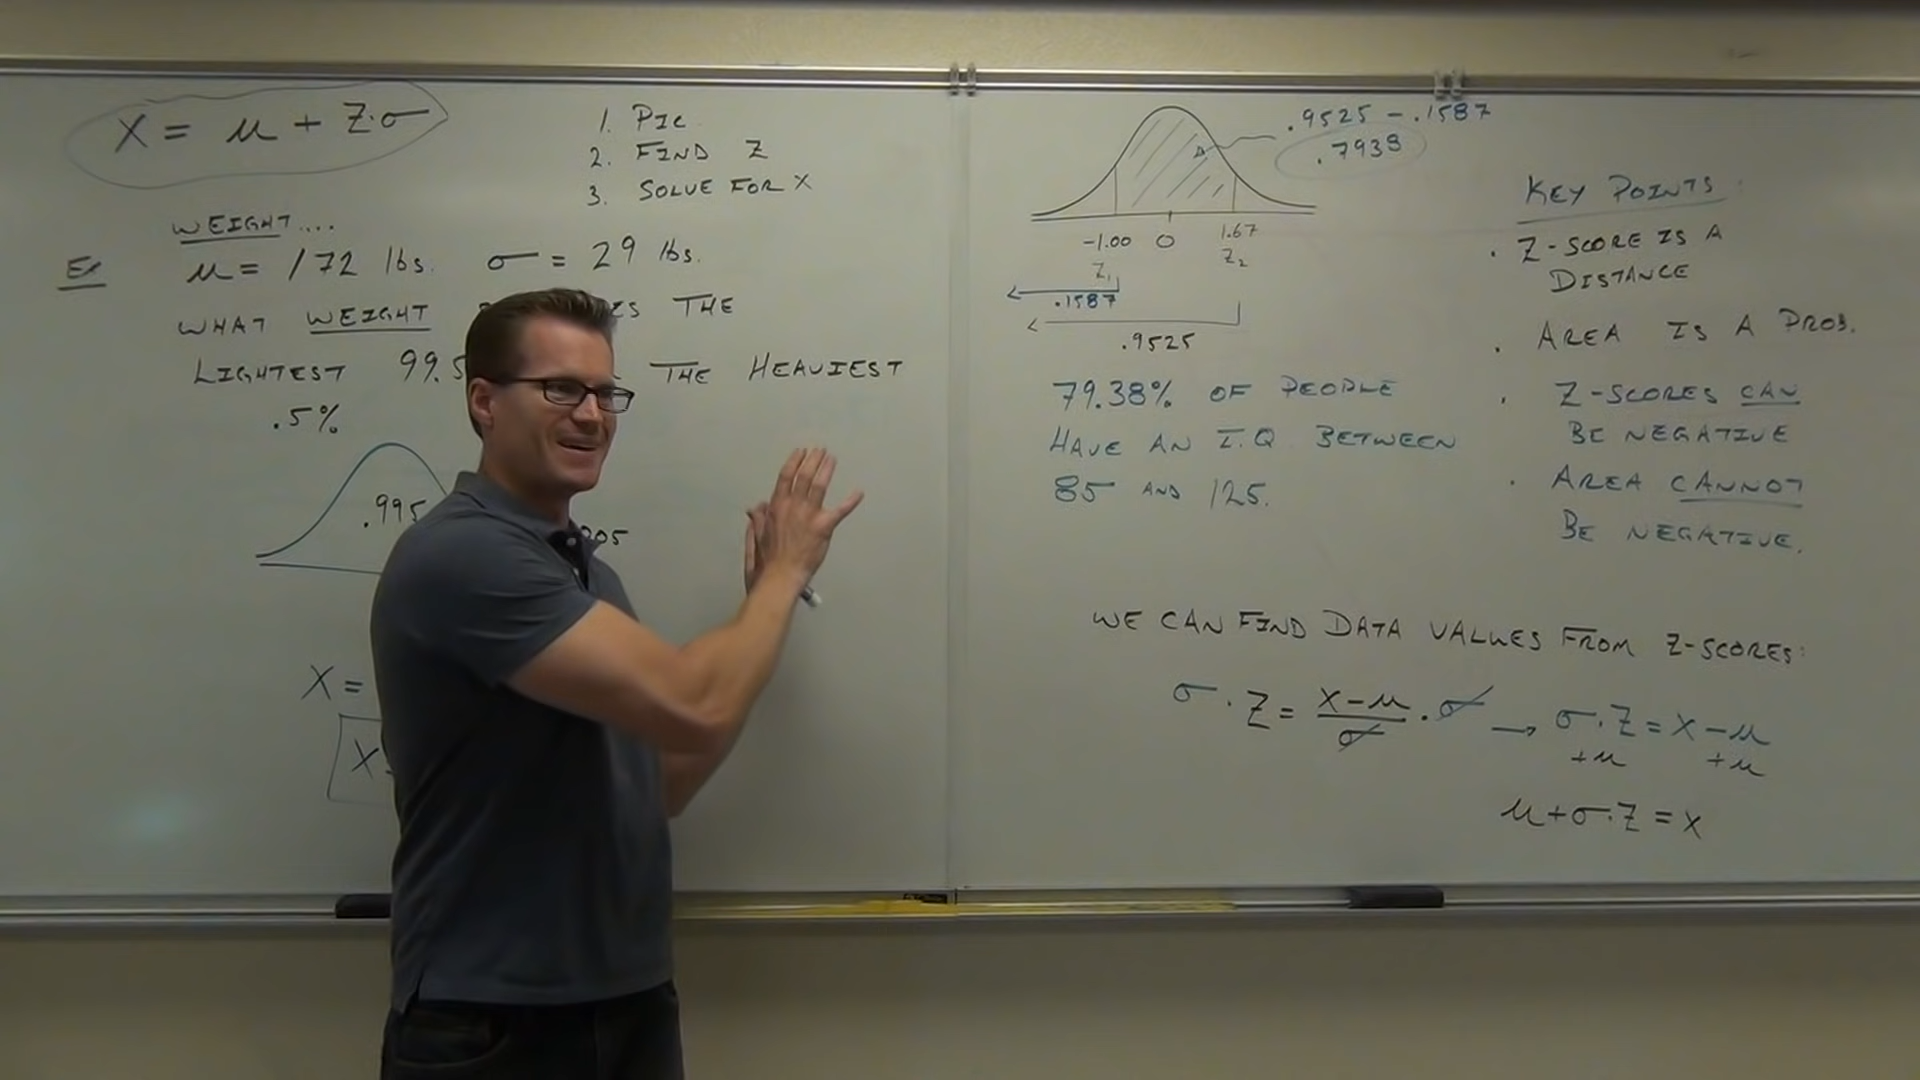 X = μ + Z·σ
1. PIC
2. FIND Z
3. SOLVE FOR X
WEIGHT....
Ex μ = 172 lbs. σ = 29 lbs.
WHAT WEIGHT THE
LIGHTEST 99.5 THE HEAVIEST
.5%
.995
X =
X
.9525 - .1587
.7938
-1.00 0 1.67
Z₁ Z₂
.1587
.9525
79.38% OF PEOPLE
HAVE AN I.Q. BETWEEN
85 AND 125.
KEY POINTS:
· Z-SCORE IS A
DISTANCE
· AREA IS A PROB.
· Z-SCORES CAN
BE NEGATIVE
· AREA CANNOT
BE NEGATIVE.
WE CAN FIND DATA VALUES FROM Z-SCORES:
σ · Z = X-μ/σ · σ → σ·Z = X-μ
+μ +μ
μ+σ·Z = X